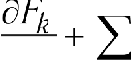 ∂F_k + ∑